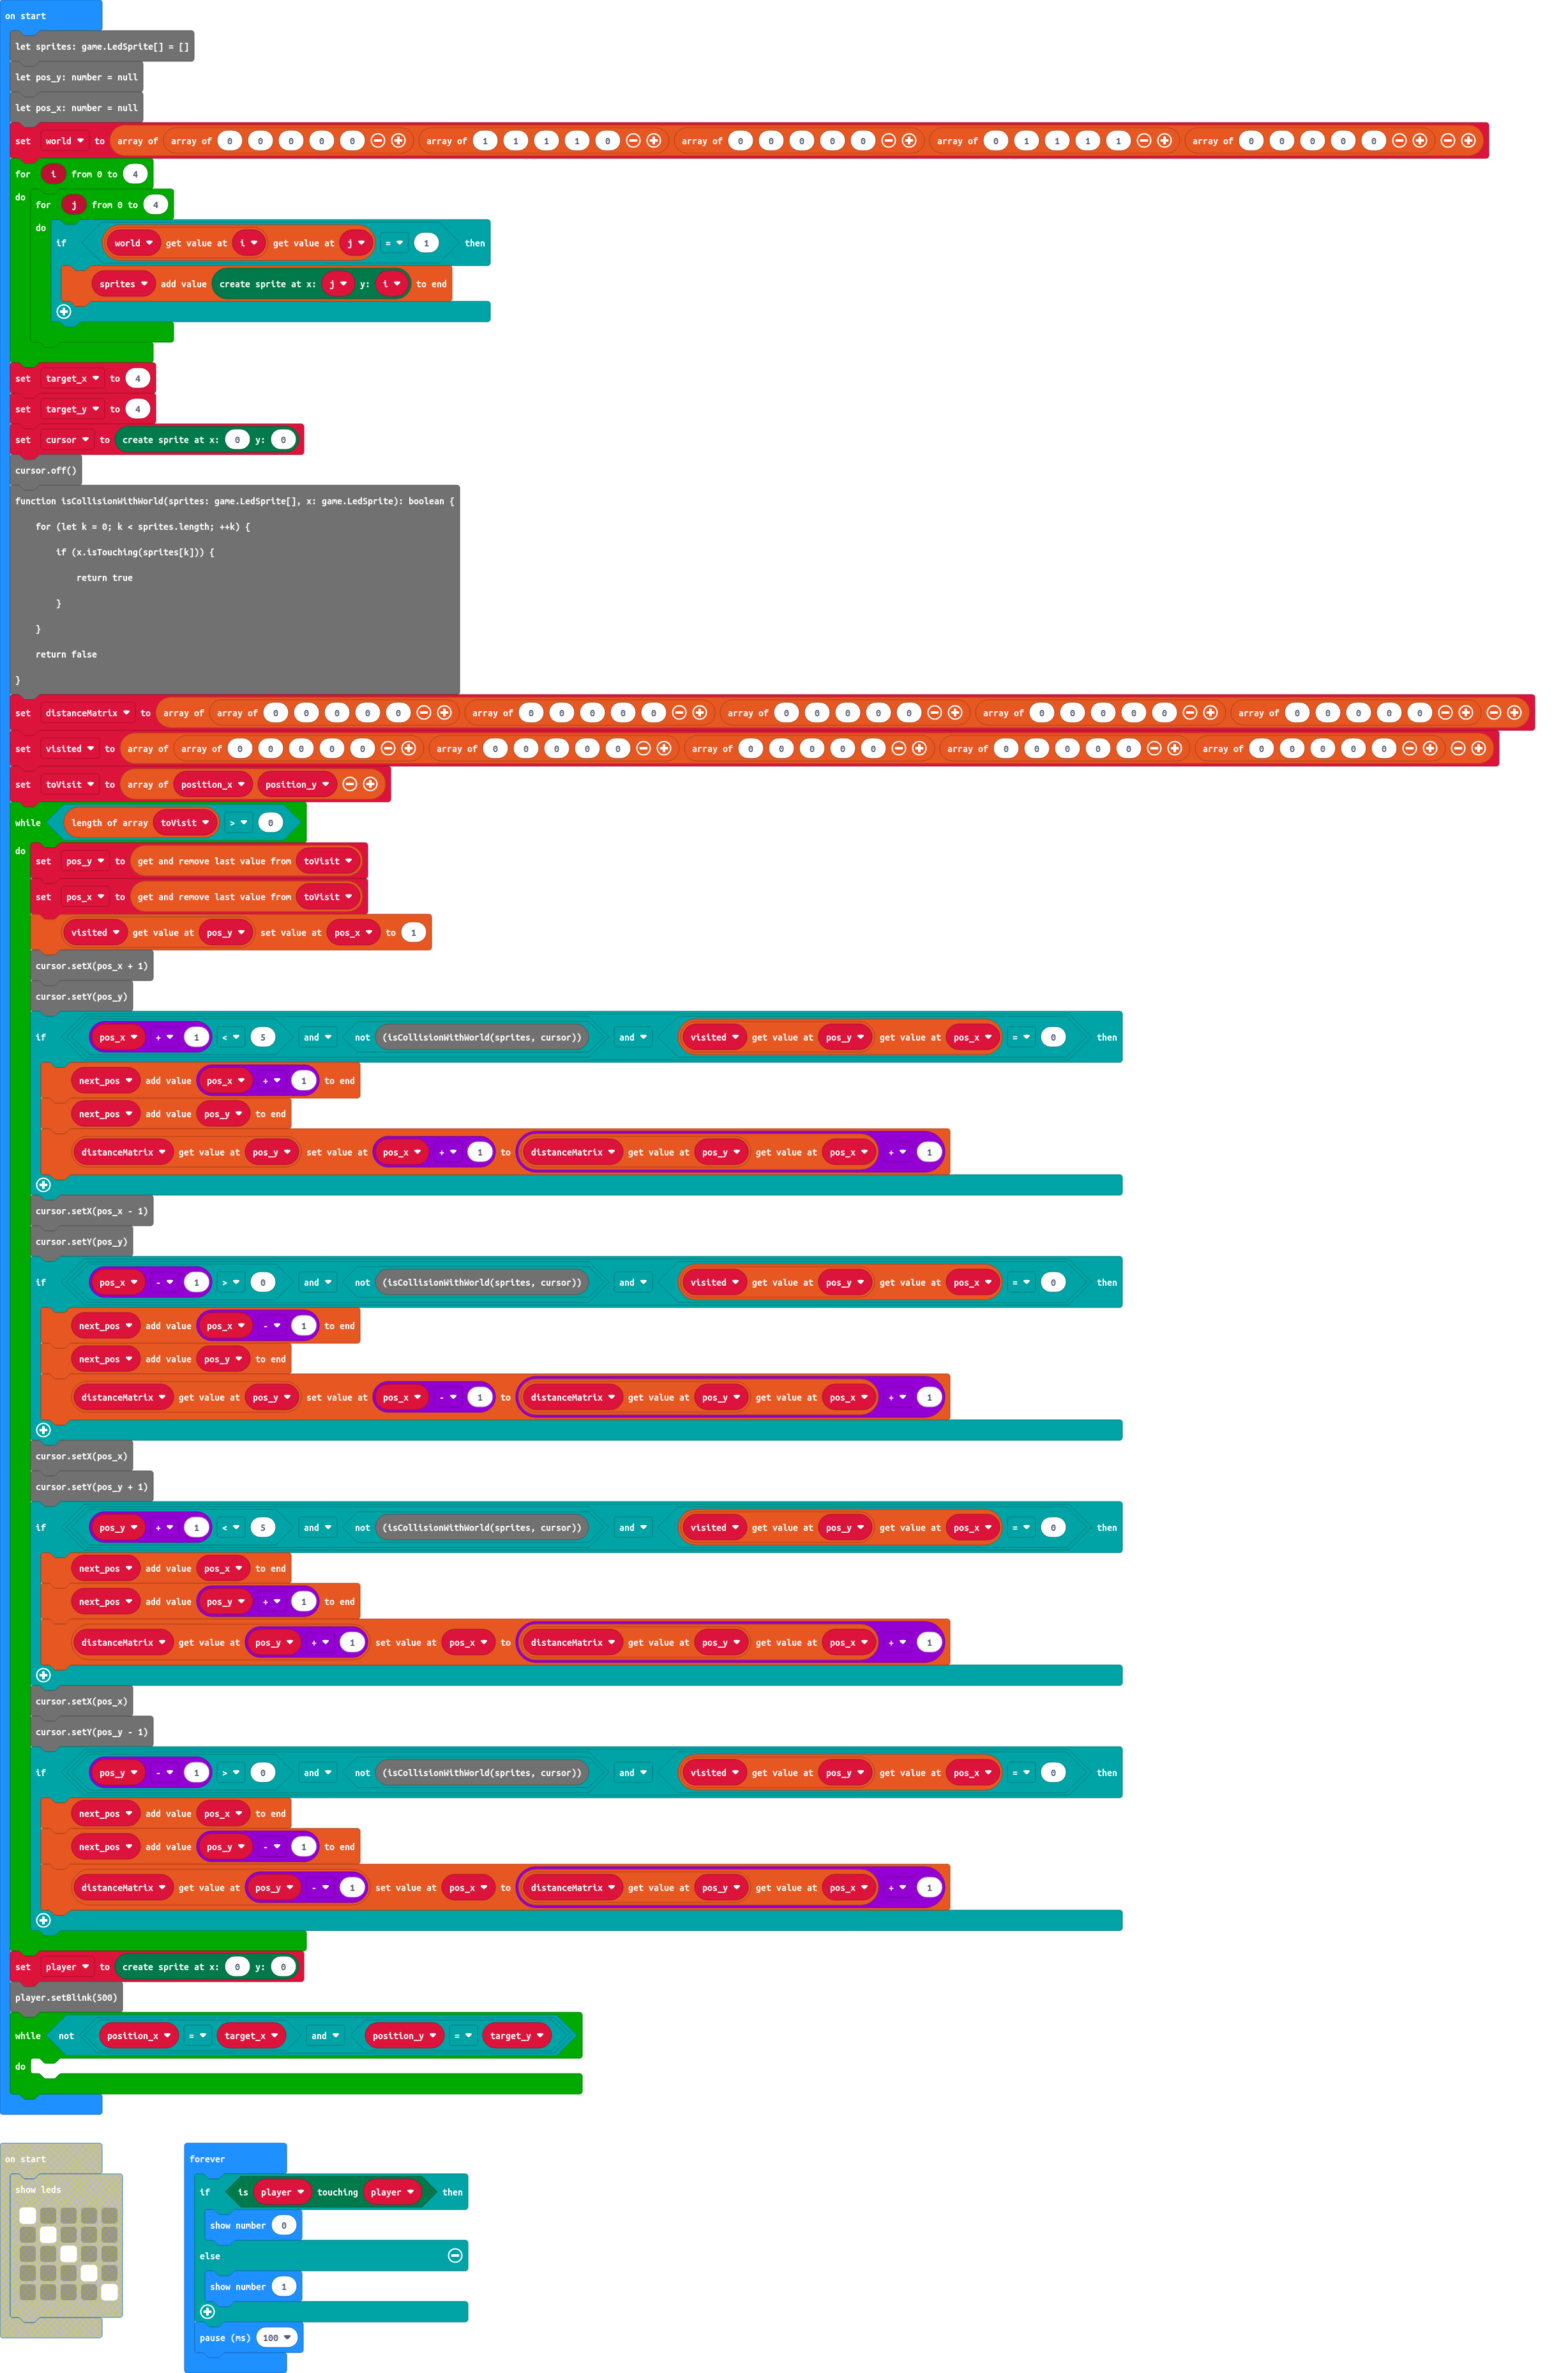 on start
let sprites: game.LedSprite[] = []
let pos_y: number = null
let pos_x: number = null
set world to array of array of 0 0 0 0 0 array of 1 1 1 1 0 array of 0 0 0 0 0 array of 0 1 1 1 1 array of 0 0 0 0 0
for i from 0 to 4
do for j from 0 to 4
do if world get value at i get value at j = 1 then
sprites add value create sprite at x: j y: i to end
set target_x to 4
set target_y to 4
set cursor to create sprite at x: 0 y: 0
cursor.off()
function isCollisionWithWorld(sprites: game.LedSprite[], x: game.LedSprite): boolean {
for (let k = 0; k < sprites.length; ++k) {
if (x.isTouching(sprites[k])) {
return true
}
}
return false
}
set distanceMatrix to array of array of 0 0 0 0 0 array of 0 0 0 0 0 array of 0 0 0 0 0 array of 0 0 0 0 0 array of 0 0 0 0 0
set visited to array of array of 0 0 0 0 0 array of 0 0 0 0 0 array of 0 0 0 0 0 array of 0 0 0 0 0 array of 0 0 0 0 0
set toVisit to array of position_x position_y
while length of array toVisit > 0
do set pos_y to get and remove last value from toVisit
set pos_x to get and remove last value from toVisit
visited get value at pos_y set value at pos_x to 1
cursor.setX(pos_x + 1)
cursor.setY(pos_y)
if pos_x + 1 < 5 and not (isCollisionWithWorld(sprites, cursor)) and visited get value at pos_y get value at pos_x = 0 then
next_pos add value pos_x + 1 to end
next_pos add value pos_y to end
distanceMatrix get value at pos_y set value at pos_x + 1 to distanceMatrix get value at pos_y get value at pos_x + 1
cursor.setX(pos_x - 1)
cursor.setY(pos_y)
if pos_x - 1 > 0 and not (isCollisionWithWorld(sprites, cursor)) and visited get value at pos_y get value at pos_x = 0 then
next_pos add value pos_x - 1 to end
next_pos add value pos_y to end
distanceMatrix get value at pos_y set value at pos_x - 1 to distanceMatrix get value at pos_y get value at pos_x + 1
cursor.setX(pos_x)
cursor.setY(pos_y + 1)
if pos_y + 1 < 5 and not (isCollisionWithWorld(sprites, cursor)) and visited get value at pos_y get value at pos_x = 0 then
next_pos add value pos_x to end
next_pos add value pos_y + 1 to end
distanceMatrix get value at pos_y + 1 set value at pos_x to distanceMatrix get value at pos_y get value at pos_x + 1
cursor.setX(pos_x)
cursor.setY(pos_y - 1)
if pos_y - 1 > 0 and not (isCollisionWithWorld(sprites, cursor)) and visited get value at pos_y get value at pos_x = 0 then
next_pos add value pos_x to end
next_pos add value pos_y - 1 to end
distanceMatrix get value at pos_y - 1 set value at pos_x to distanceMatrix get value at pos_y get value at pos_x + 1
set player to create sprite at x: 0 y: 0
player.setBlink(500)
while not position_x = target_x and position_y = target_y
do
on start
show leds
forever
if is player touching player then
show number 0
else
show number 1
pause (ms) 100